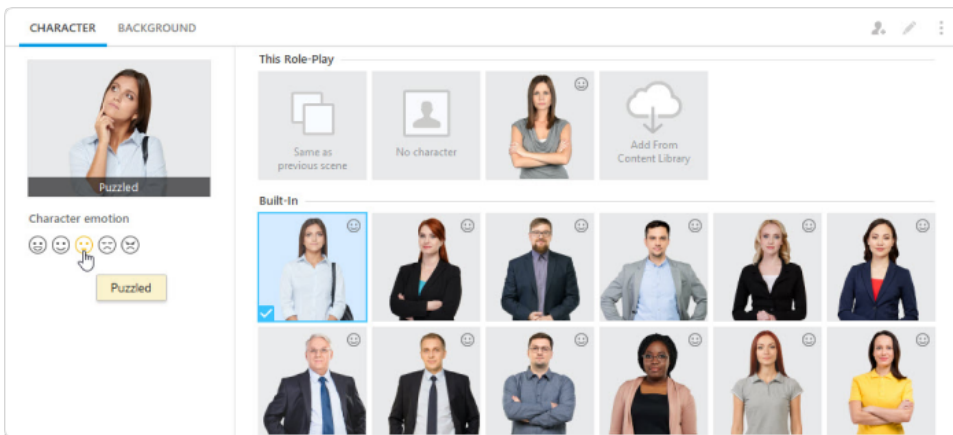 CHARACTER BACKGROUND
This Role-Play
Same as
previous scene
No character
Add From
Content Library
Puzzled
Character emotion
Puzzled
Built-In